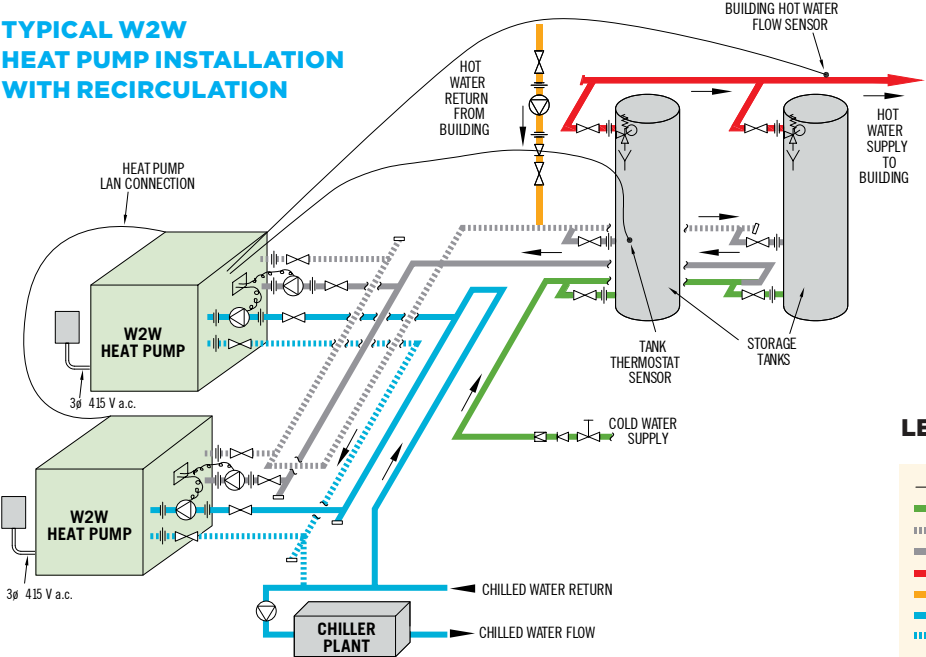 TYPICAL W2W
HEAT PUMP INSTALLATION
WITH RECIRCULATION
BUILDING HOT WATER
FLOW SENSOR
HOT
WATER
RETURN
FROM
BUILDING
HOT
WATER
SUPPLY
TO
BUILDING
HEAT PUMP
LAN CONNECTION
W2W
HEAT PUMP
3ø 415 V a.c.
TANK
THERMOSTAT
SENSOR
STORAGE
TANKS
COLD WATER
SUPPLY
LE
W2W
HEAT PUMP
3ø 415 V a.c.
CHILLED WATER RETURN
CHILLER
PLANT
CHILLED WATER FLOW